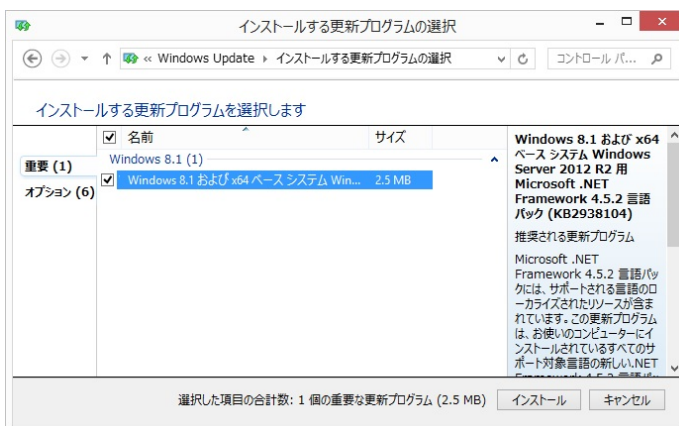 インストールする更新プログラムの選択
« Windows Update ▸ インストールする更新プログラムの選択
コントロール パ...
インストールする更新プログラムを選択します
重要 (1)
オプション (6)
名前 サイズ
Windows 8.1 (1)
Windows 8.1 および x64 ベース システム Win... 2.5 MB
Windows 8.1 および x64
ベース システム Windows
Server 2012 R2 用
Microsoft .NET
Framework 4.5.2 言語
パック (KB2938104)
推奨される更新プログラム
Microsoft .NET
Framework 4.5.2 言語パッ
クには、サポートされる言語のロ
ーカライズされたリソースが含ま
れています。この更新プログラム
は、お使いのコンピューターにイ
ンストールされているすべてのサ
ポート対象言語の新しい.NET
選択した項目の合計数: 1 個の重要な更新プログラム (2.5 MB)
インストール
キャンセル